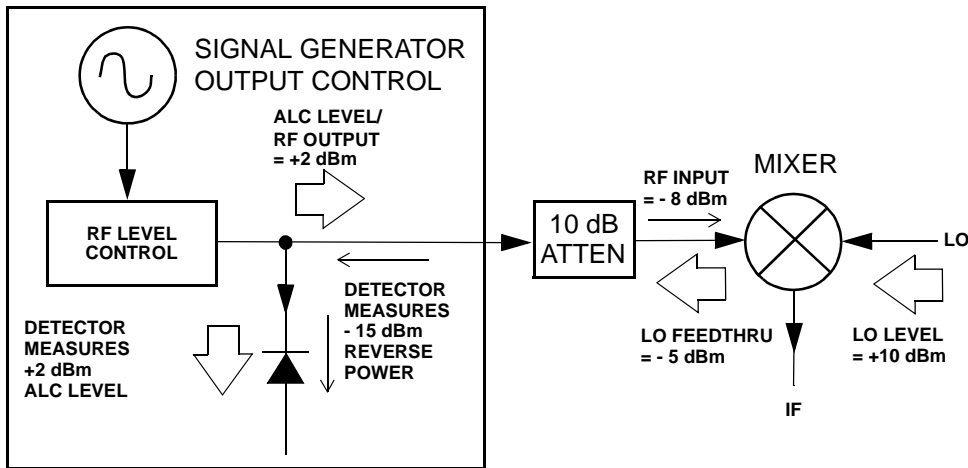 SIGNAL GENERATOR
OUTPUT CONTROL
ALC LEVEL/
RF OUTPUT
= +2 dBm
RF LEVEL
CONTROL
DETECTOR
MEASURES
+2 dBm
ALC LEVEL
DETECTOR
MEASURES
- 15 dBm
REVERSE
POWER
10 dB
ATTEN
RF INPUT
= - 8 dBm
MIXER
LO
LO FEEDTHRU
= - 5 dBm
LO LEVEL
= +10 dBm
IF